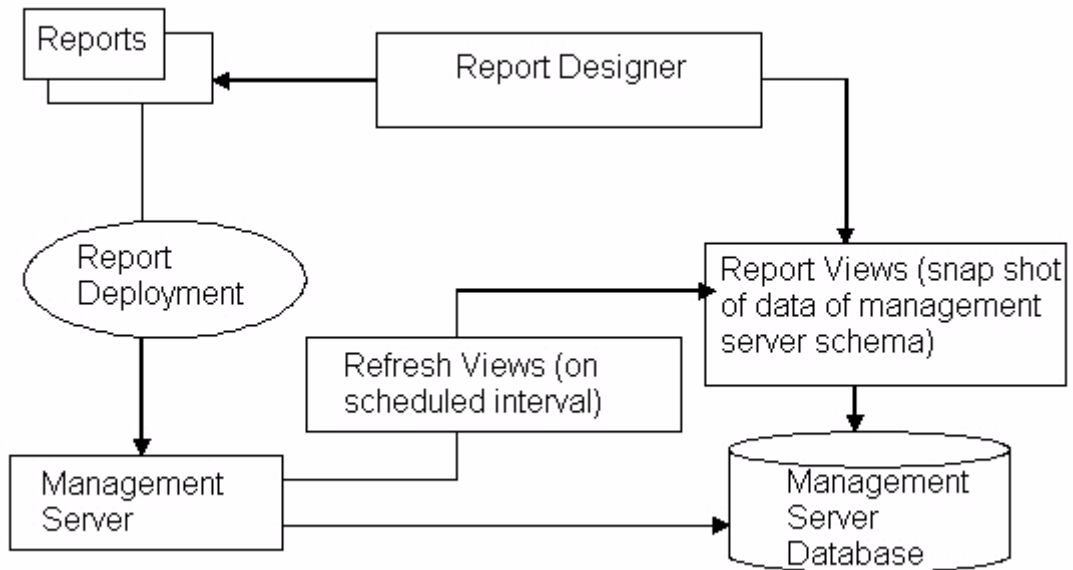 Reports
Report Designer
Report
Deployment
Report Views (snap shot
of data of management
server schema)
Refresh Views (on
scheduled interval)
Management
Server
Management
Server
Database